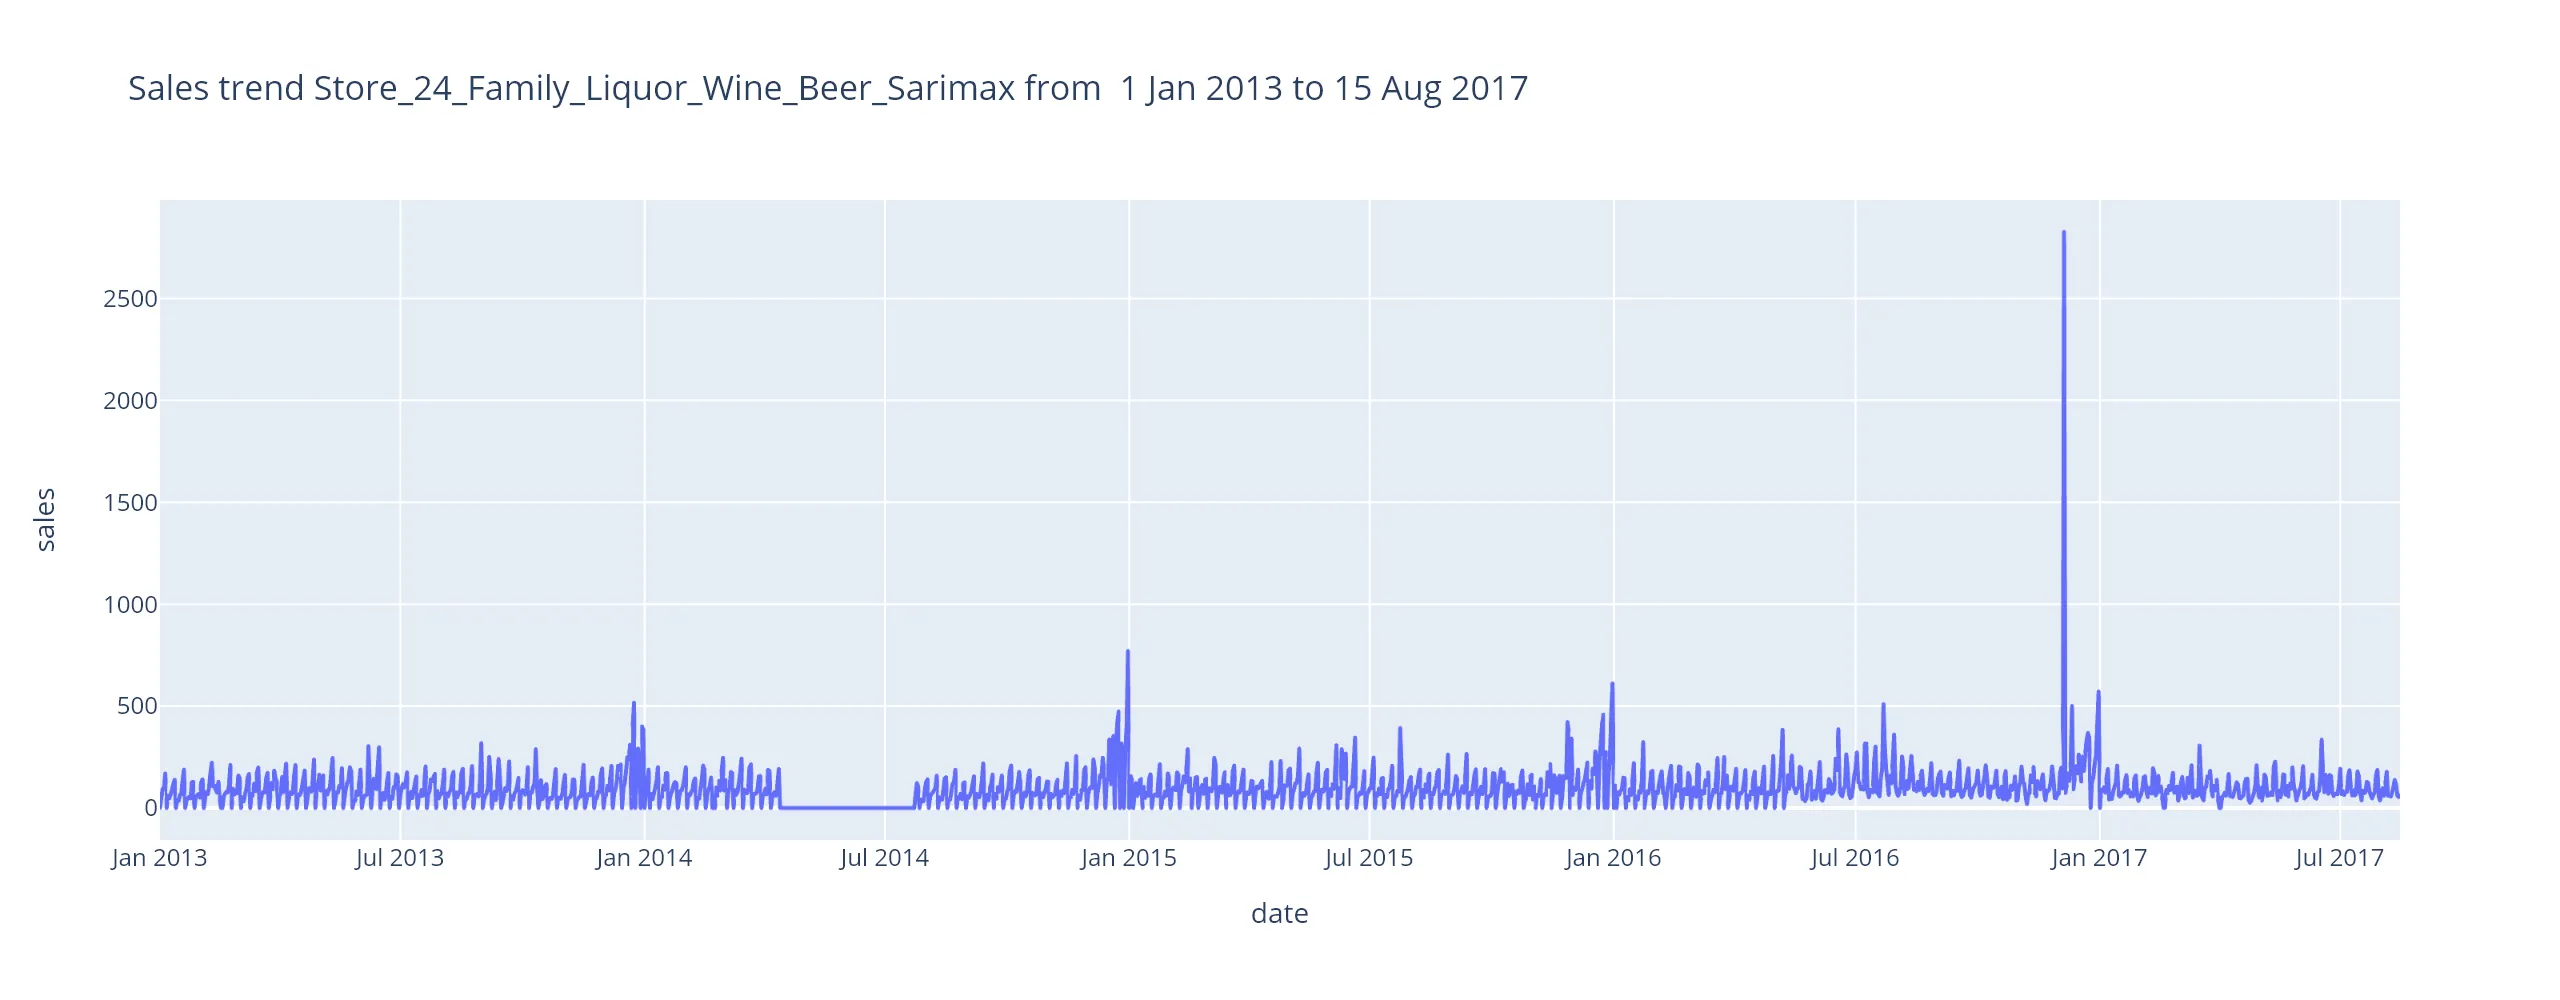 Sales trend Store_24_Family_Liquor_Wine_Beer_Sarimax from  1 Jan 2013 to 15 Aug 2017
2500
2000
1500
1000
500
0
sales
Jan 2013 Jul 2013 Jan 2014 Jul 2014 Jan 2015 Jul 2015 Jan 2016 Jul 2016 Jan 2017 Jul 2017
date